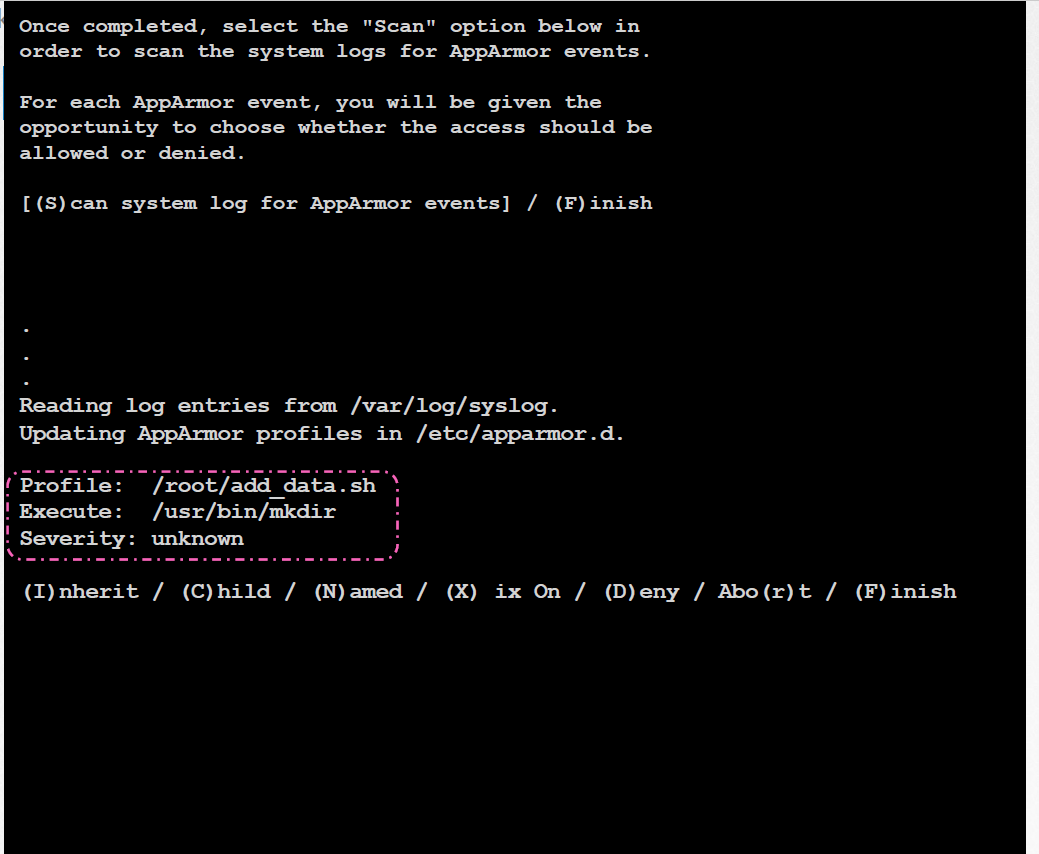 Once completed, select the "Scan" option below in
order to scan the system logs for AppArmor events.
For each AppArmor event, you will be given the
opportunity to choose whether the access should be
allowed or denied.
[(S)can system log for AppArmor events] / (F)inish
.
.
.
Reading log entries from /var/log/syslog.
Updating AppArmor profiles in /etc/apparmor.d.
Profile:  /root/add_data.sh
Execute:  /usr/bin/mkdir
Severity: unknown
(I)nherit / (C)hild / (N)amed / (X) ix On / (D)eny / Abo(r)t / (F)inish